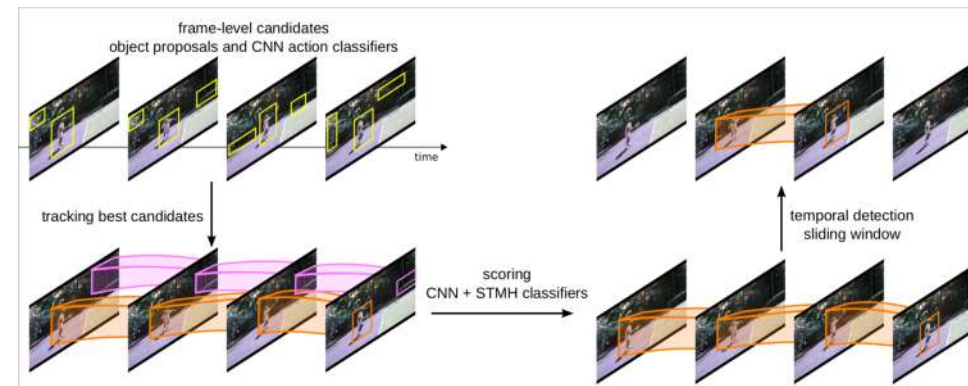 frame-level candidates
object proposals and CNN action classifiers
time
tracking best candidates
scoring
CNN + STMH classifiers
temporal detection
sliding window